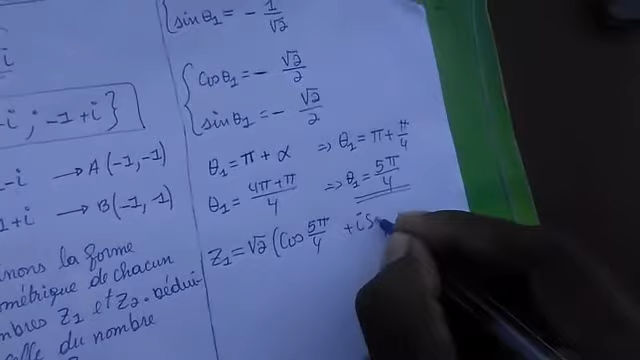 i
-i ; -1+i }
-i → A(-1,-1)
1+i → B(-1,-1)
nons la forme
ométrique de chacun
mbres Z₁ et Z₂. Dédui-
celle du nombre
sinθ₁ = - 1/√2
cosθ₁ = - √2/2
sinθ₁ = - √2/2
θ₁ = π + α ⇒ θ₁ = π + π/4
θ₁ = 4π+π/4 ⇒ θ₁ = 5π/4
Z₁ = √2 (Cos 5π/4 + is